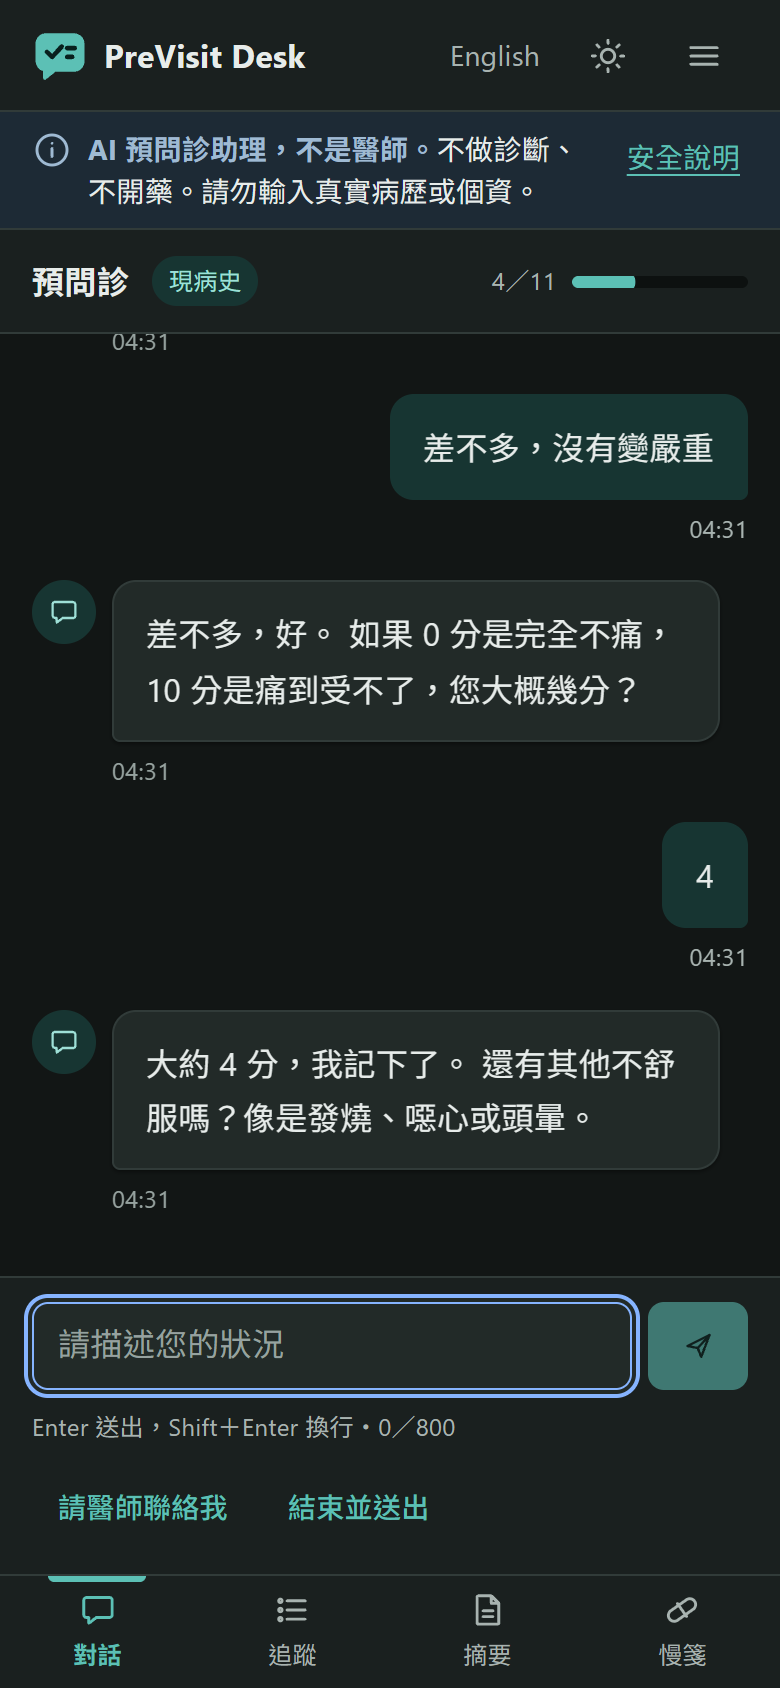 PreVisit Desk
English
AI 預問診助理，不是醫師。不做診斷、
不開藥。請勿輸入真實病歷或個資。
安全說明
預問診
現病史
4／11
04:31
差不多，沒有變嚴重
04:31
差不多，好。 如果 0 分是完全不痛，
10 分是痛到受不了，您大概幾分？
04:31
4
04:31
大約 4 分，我記下了。 還有其他不舒
服嗎？像是發燒、噁心或頭暈。
04:31
請描述您的狀況
Enter 送出，Shift＋Enter 換行・0／800
請醫師聯絡我
結束並送出
對話
追蹤
摘要
慢箋